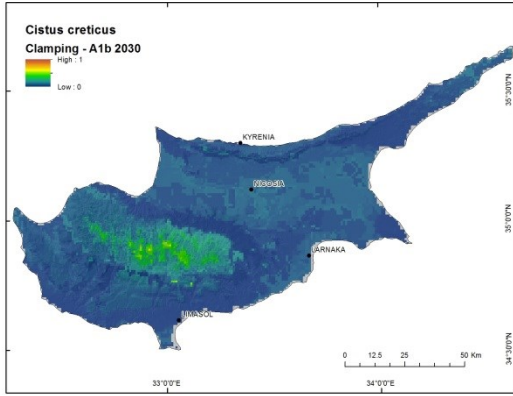 Cistus creticus
Clamping - A1b 2030
High : 1
Low : 0
35°30'0"E
KYRENIA
NICOSIA
35°0'0"E
LARNAKA
LIMASOL
34°30'0"E
0 12.5 25 50 Km
33°0'0"E 34°0'0"E